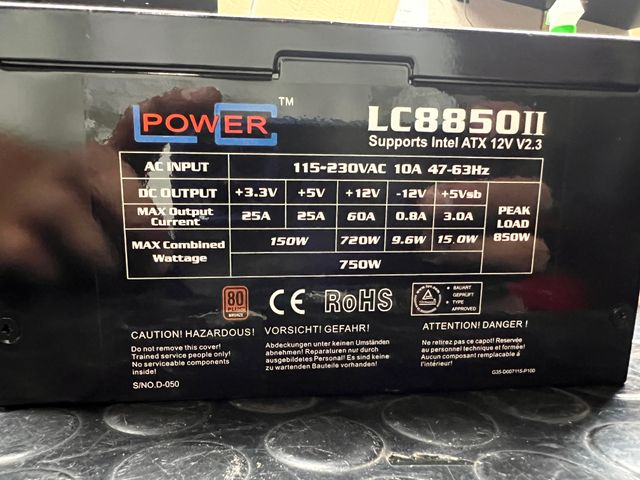 POWER ™
LC8850II
Supports Intel ATX 12V V2.3
AC INPUT 115-230VAC 10A 47-63Hz
DC OUTPUT +3.3V +5V +12V -12V +5Vsb PEAK LOAD 850W
MAX Output Current 25A 25A 60A 0.8A 3.0A
MAX Combined Wattage 150W 720W 9.6W 15.0W
750W
80 PLUS BRONZE
CE RoHS
BAUART
GEPRÜFT
TYPE
APPROVED
CAUTION! HAZARDOUS!
Do not remove this cover!
Trained service people only!
No serviceable components
inside!
S/NO.D-050
VORSICHT! GEFAHR!
Abdeckungen unter keinen Umständen
abnehmen! Reparaturen nur durch
ausgebildetes Personal! Es sind keine
zu wartenden Bauteile vorhanden!
ATTENTION! DANGER !
Ne retirez pas ce capot! Réservée
au personnel technique et formée!
Aucun composant remplaçable à
l'intérieur!
G35-D007115-P100